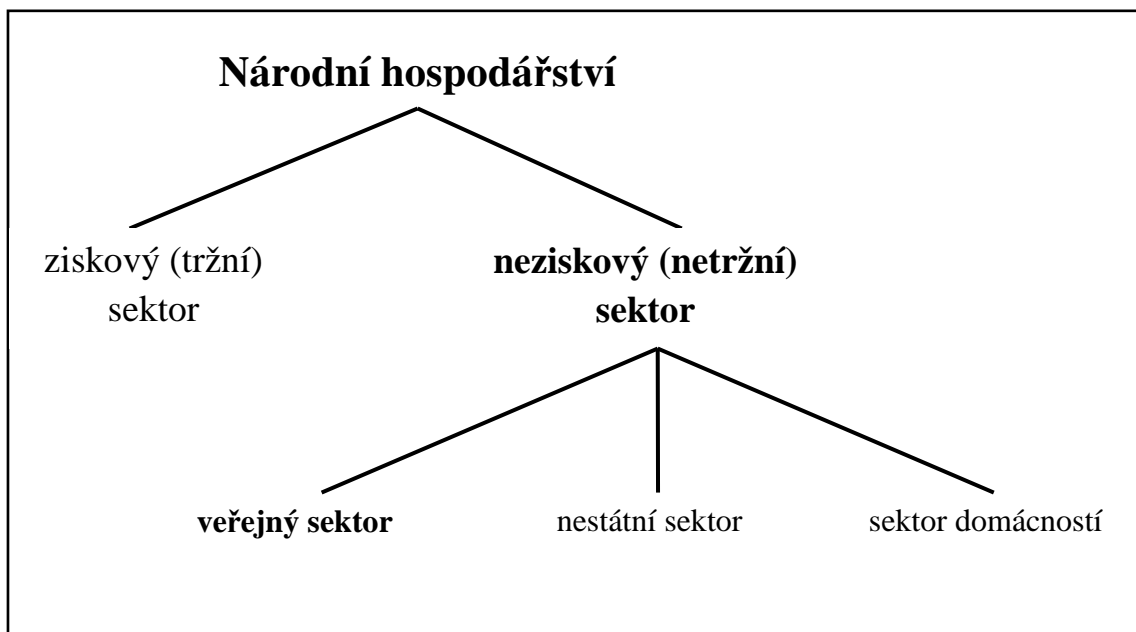 Národní hospodářství
ziskový (tržní)
sektor
neziskový (netržní)
sektor
veřejný sektor
nestátní sektor
sektor domácností